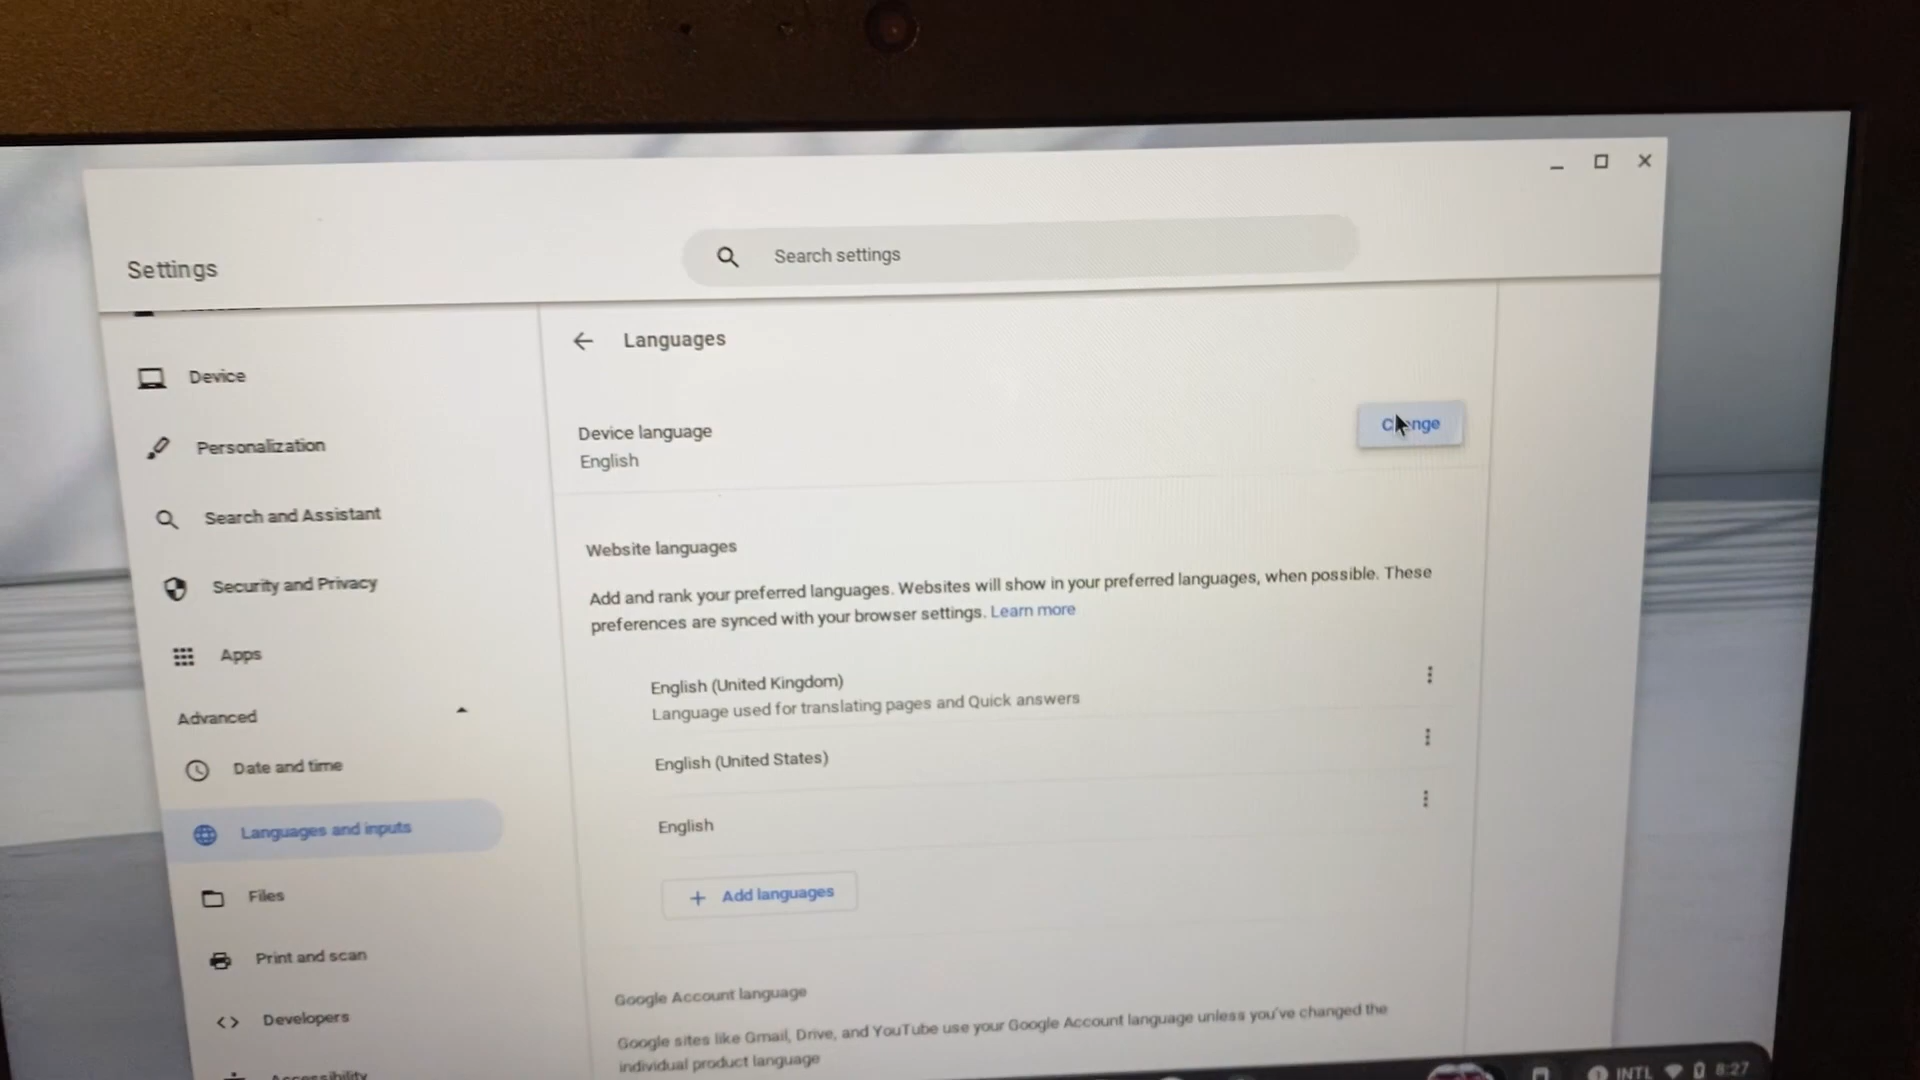 Settings
Search settings
Device
Personalization
Search and Assistant
Security and Privacy
Apps
Advanced
Date and time
Languages and inputs
Files
Print and scan
Developers
Accessibility
Languages
Device language
English
Change
Website languages
Add and rank your preferred languages. Websites will show in your preferred languages, when possible. These
preferences are synced with your browser settings. Learn more
English (United Kingdom)
Language used for translating pages and Quick answers
English (United States)
English
+ Add languages
Google Account language
Google sites like Gmail, Drive, and YouTube use your Google Account language unless you've changed the
individual product language
INTL
8:27